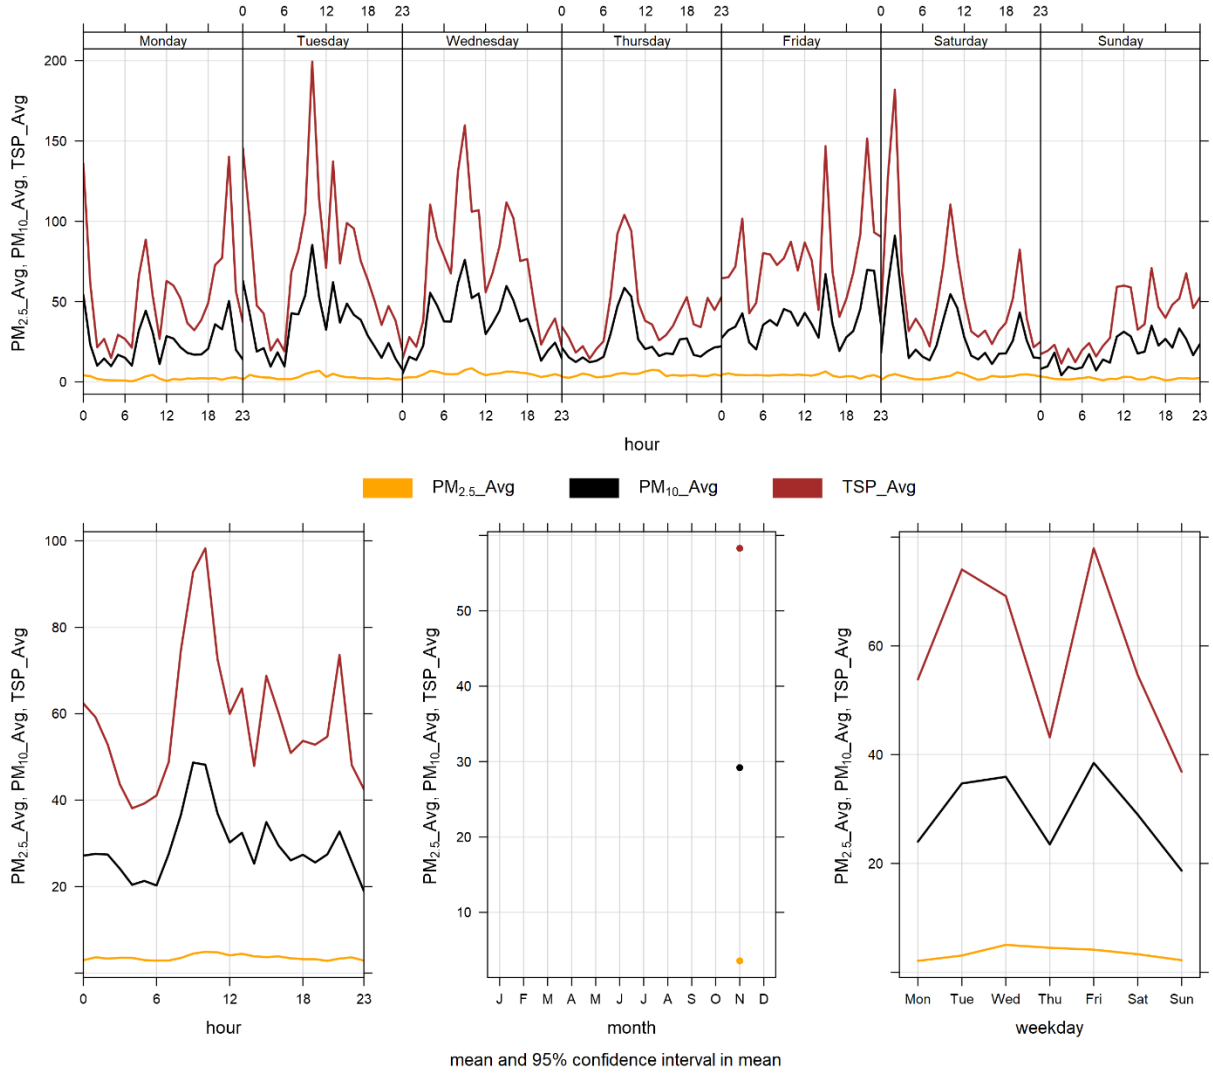 0 6 12 18 23 0 6 12 18 23 0 6 12 18 23
Monday Tuesday Wednesday Thursday Friday Saturday Sunday
200
150
100
50
0
PM2.5_Avg, PM10_Avg, TSP_Avg
0 6 12 18 23 0 6 12 18 23 0 6 12 18 23 0 6 12 18 23
hour
PM2.5_Avg PM10_Avg TSP_Avg
100
80
60
40
20
PM2.5_Avg, PM10_Avg, TSP_Avg
0 6 12 18 23
hour
50
40
30
20
10
PM2.5_Avg, PM10_Avg, TSP_Avg
J F M A M J J A S O N D
month
60
40
20
PM2.5_Avg, PM10_Avg, TSP_Avg
Mon Tue Wed Thu Fri Sat Sun
weekday
mean and 95% confidence interval in mean